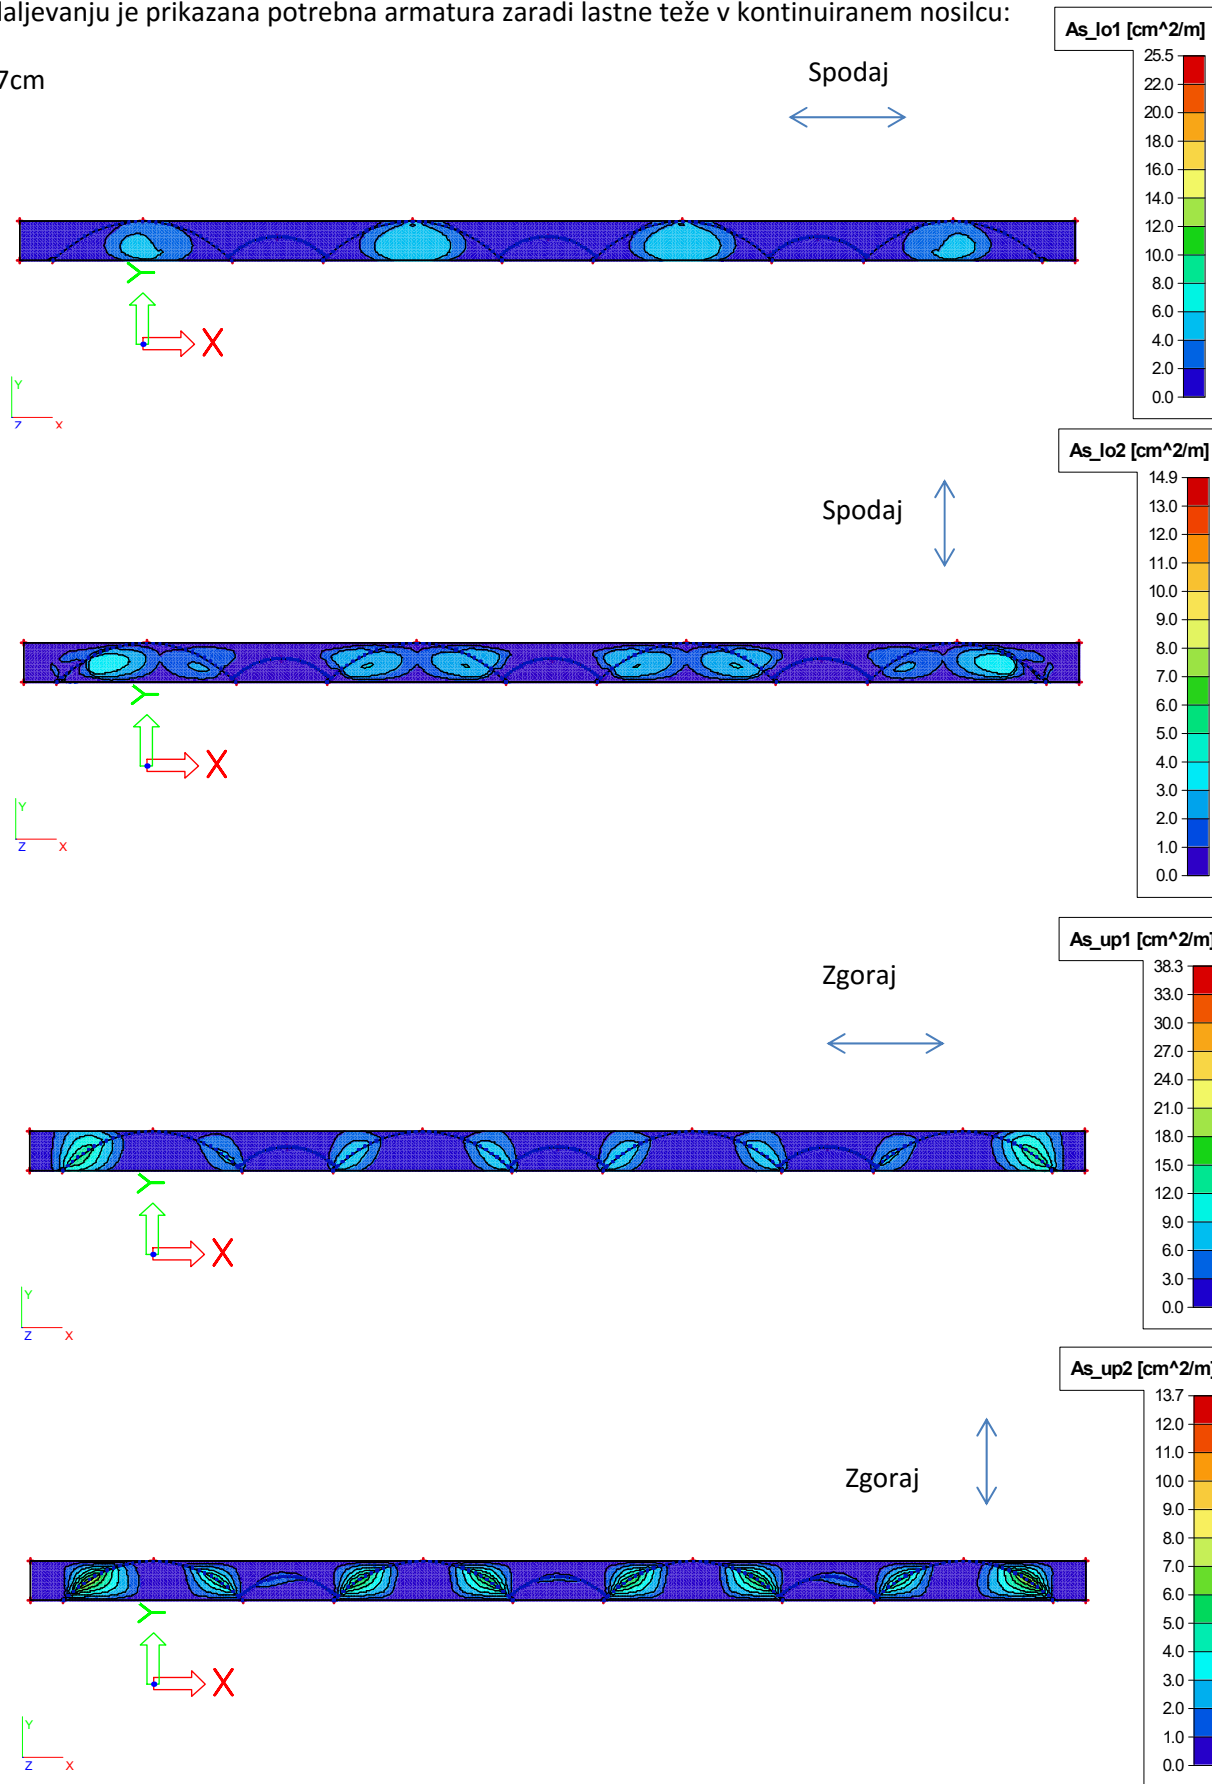 aljevanju je prikazana potrebna armatura zaradi lastne teže v kontinuiranem nosilcu:
7cm
Spodaj
As_lo1 [cm^2/m]
25.5
22.0
20.0
18.0
16.0
14.0
12.0
10.0
8.0
6.0
4.0
2.0
0.0
Y
X
Y
Z
X
Spodaj
As_lo2 [cm^2/m]
14.9
13.0
12.0
11.0
10.0
9.0
8.0
7.0
6.0
5.0
4.0
3.0
2.0
1.0
0.0
Y
X
Y
Z
X
Zgoraj
As_up1 [cm^2/m]
38.3
33.0
30.0
27.0
24.0
21.0
18.0
15.0
12.0
9.0
6.0
3.0
0.0
Y
X
Y
Z
X
Zgoraj
As_up2 [cm^2/m]
13.7
12.0
11.0
10.0
9.0
8.0
7.0
6.0
5.0
4.0
3.0
2.0
1.0
0.0
Y
X
Y
Z
X